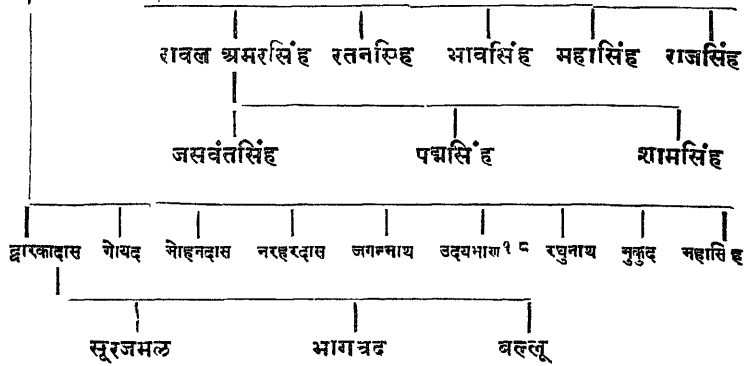 रावल अमरसिंह रतनसिंह भावसिंह महासिंह राजसिंह
जसवंतसिंह पद्मसिंह शामसिंह
द्वारकादास गोयद मोहनदास नरहरदास जगन्नाथ उदयभाण १८ रघुनाथ मुकुद महासिंह
सूरजमल भागचद बल्लू